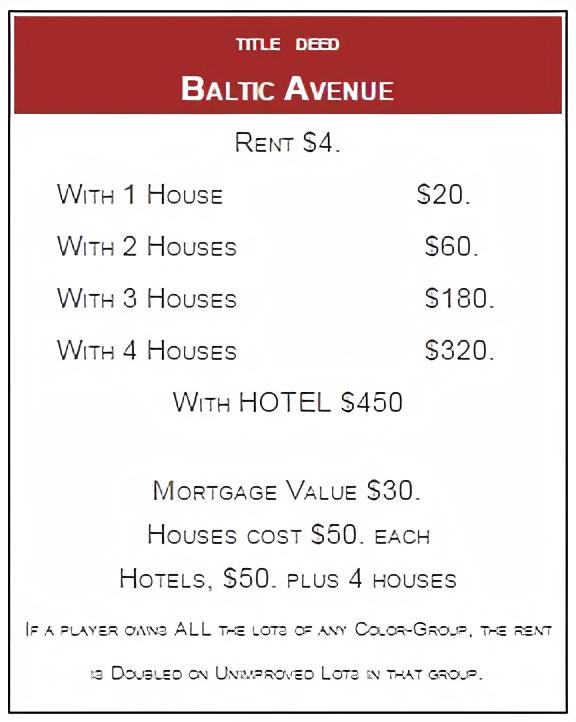 TITLE DEED
BALTIC AVENUE
RENT $4.
WITH 1 HOUSE $20.
WITH 2 HOUSES $60.
WITH 3 HOUSES $180.
WITH 4 HOUSES $320.
WITH HOTEL $450
MORTGAGE VALUE $30.
HOUSES COST $50. EACH
HOTELS, $50. PLUS 4 HOUSES
IF A PLAYER OWNS ALL THE LOTS OF ANY COLOR-GROUP, THE RENT
IS DOUBLED ON UNIMPROVED LOTS IN THAT GROUP.